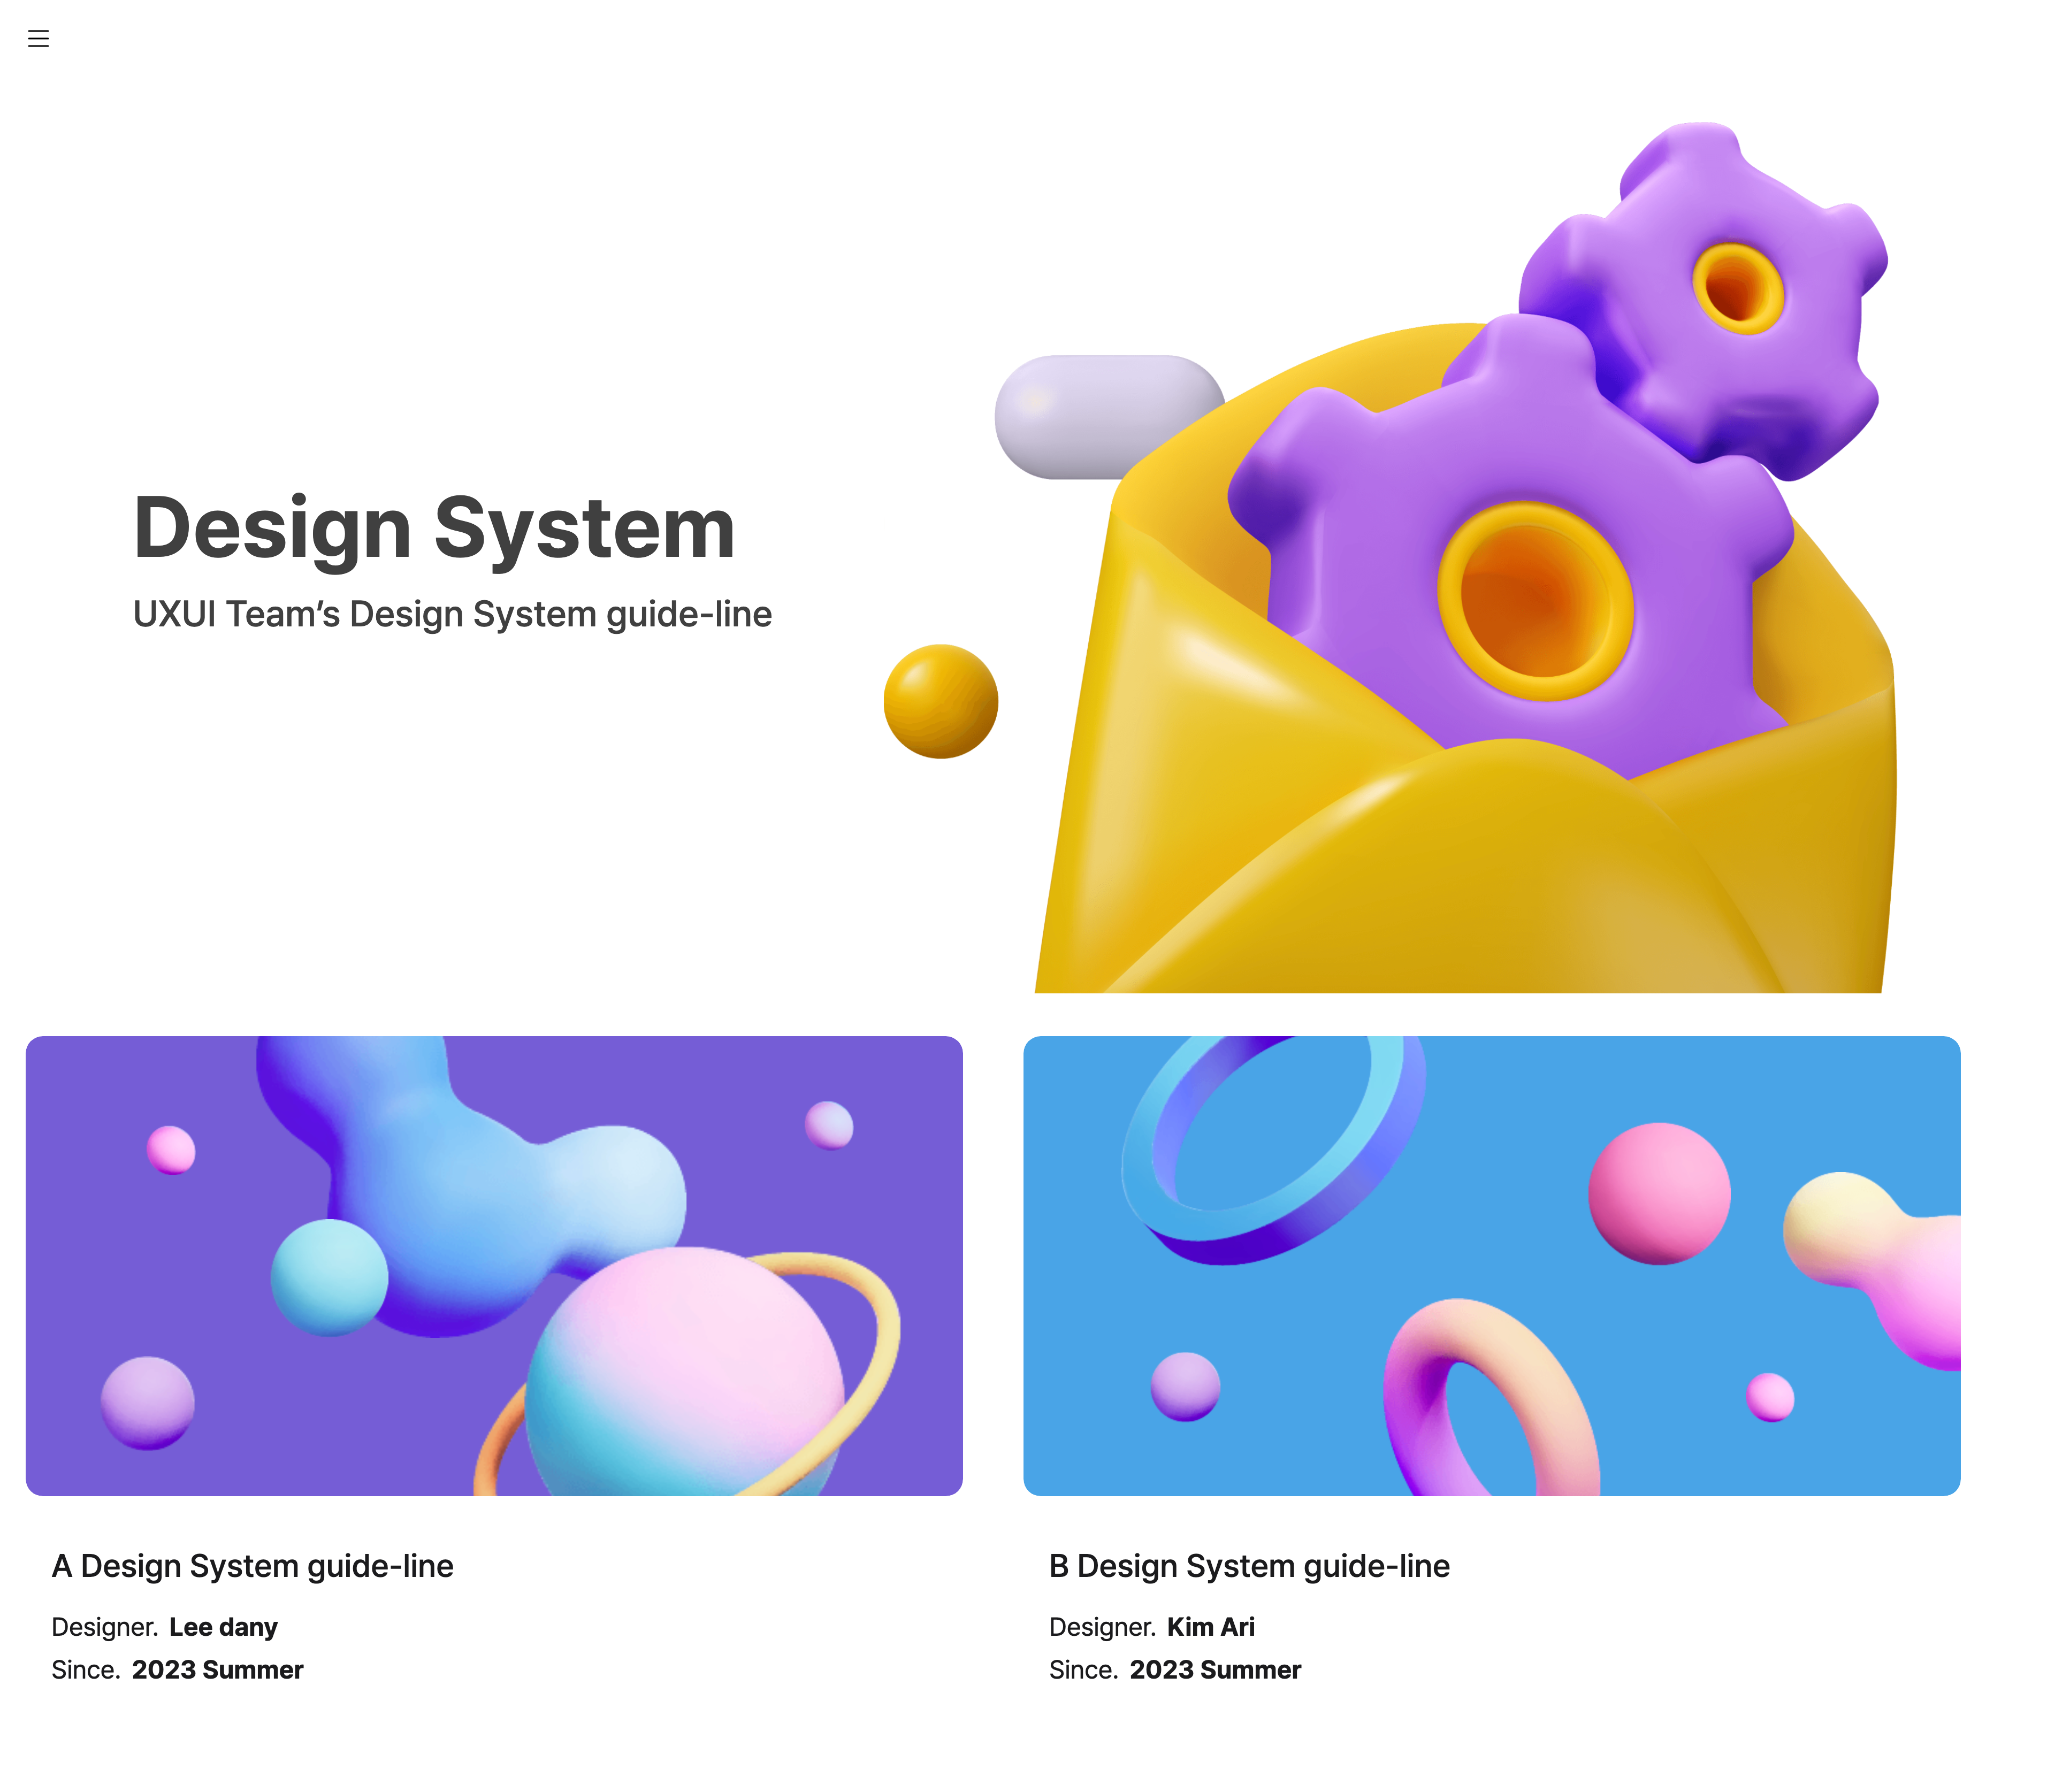 Design System
UXUI Team’s Design System guide-line
A Design System guide-line
Designer. Lee dany
Since. 2023 Summer
B Design System guide-line
Designer. Kim Ari
Since. 2023 Summer